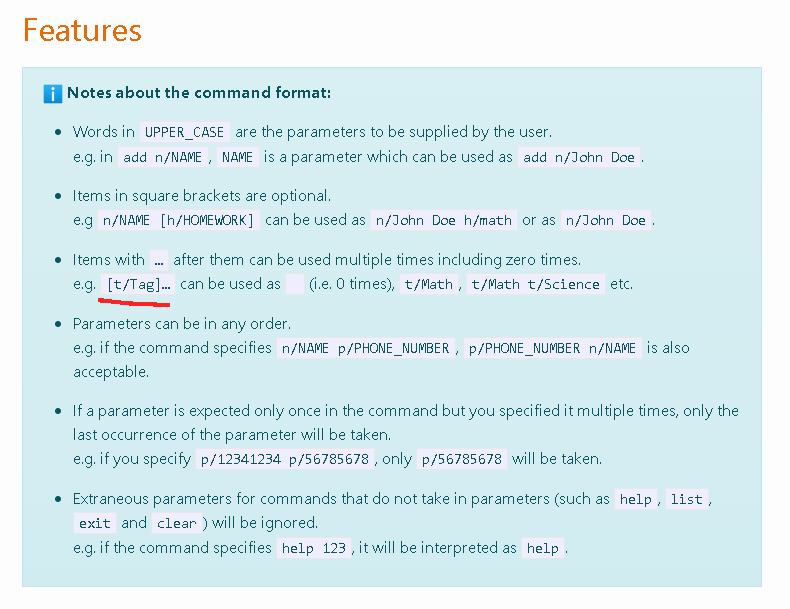 Features
Notes about the command format:
• Words in UPPER_CASE are the parameters to be supplied by the user.
e.g. in add n/NAME , NAME is a parameter which can be used as add n/John Doe .
• Items in square brackets are optional.
e.g n/NAME [h/HOMEWORK] can be used as n/John Doe h/math or as n/John Doe .
• Items with … after them can be used multiple times including zero times.
e.g. [t/Tag]… can be used as   (i.e. 0 times), t/Math , t/Math t/Science etc.
• Parameters can be in any order.
e.g. if the command specifies n/NAME p/PHONE_NUMBER , p/PHONE_NUMBER n/NAME is also
acceptable.
• If a parameter is expected only once in the command but you specified it multiple times, only the
last occurrence of the parameter will be taken.
e.g. if you specify p/12341234 p/56785678 , only p/56785678 will be taken.
• Extraneous parameters for commands that do not take in parameters (such as help , list ,
exit and clear ) will be ignored.
e.g. if the command specifies help 123 , it will be interpreted as help .